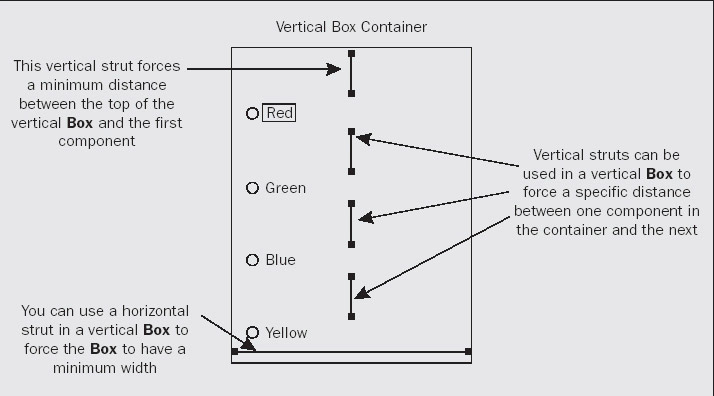 Vertical Box Container
This vertical strut forces
a minimum distance
between the top of the
vertical Box and the first
component
Red
Green
Blue
Yellow
Vertical struts can be
used in a vertical Box to
force a specific distance
between one component in
the container and the next
You can use a horizontal
strut in a vertical Box to
force the Box to have a
minimum width